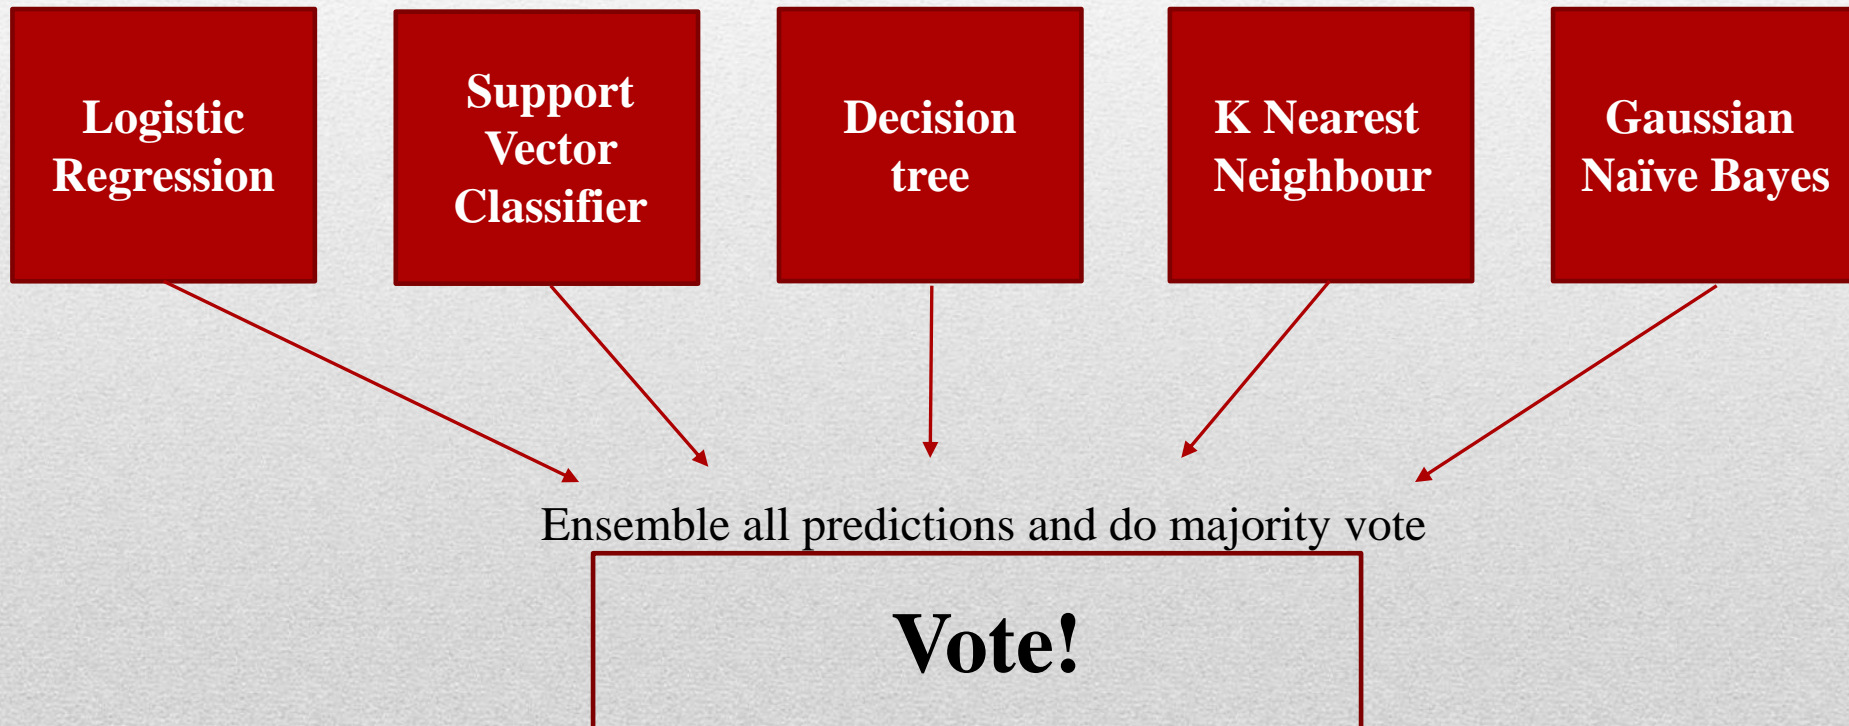 Logistic
Regression
Support
Vector
Classifier
Decision
tree
K Nearest
Neighbour
Gaussian
Naïve Bayes
Ensemble all predictions and do majority vote
Vote!